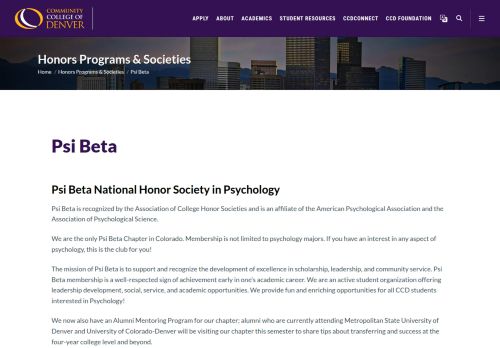 COMMUNITY
COLLEGE OF
DENVER
APPLY ABOUT ACADEMICS STUDENT RESOURCES CCDCONNECT CCD FOUNDATION
Honors Programs & Societies
Home / Honors Programs & Societies / Psi Beta
Psi Beta
Psi Beta National Honor Society in Psychology
Psi Beta is recognized by the Association of College Honor Societies and is an affiliate of the American Psychological Association and the
Association of Psychological Science.
We are the only Psi Beta Chapter in Colorado. Membership is not limited to psychology majors. If you have an interest in any aspect of
psychology, this is the club for you!
The mission of Psi Beta is to support and recognize the development of excellence in scholarship, leadership, and community service. Psi
Beta membership is a well-respected sign of achievement early in one's academic career. We are an active student organization offering
leadership development, social, service, and academic opportunities. We provide fun and enriching opportunities for all CCD students
interested in Psychology!
We now also have an Alumni Mentoring Program for our chapter; alumni who are currently attending Metropolitan State University of
Denver and University of Colorado-Denver will be visiting our chapter this semester to share tips about transferring and success at the
four-year college level and beyond.